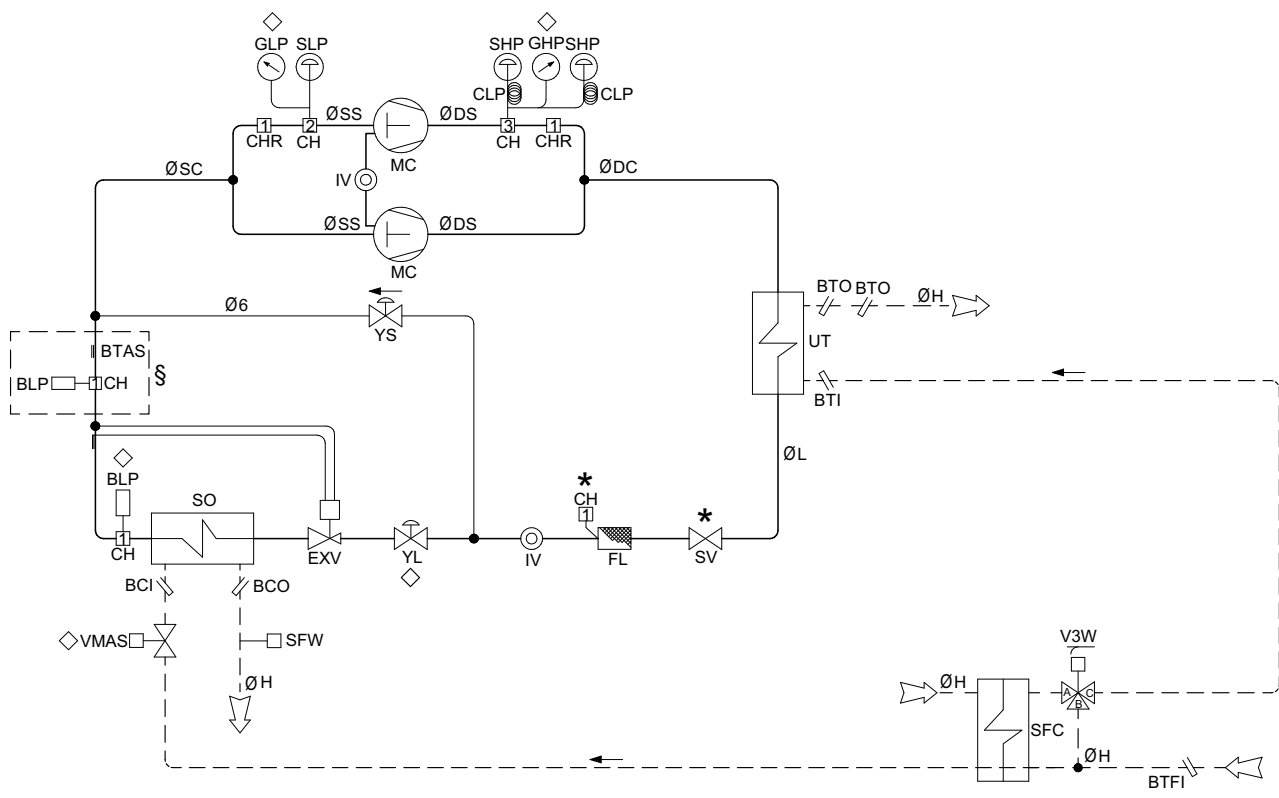 GLP SLP SHP GHP SHP
CLP CLP
ØSS ØDS
1 2 3 1
CHR CH MC CH CHR
ØSC IV ØDC
ØSS ØDS
MC
BTO BTO ØH
Ø6
YS UT
BTAS
BLP 1 CH §
BTI
ØL
BLP SO * CH 1 *
CH 1 EXV YL IV FL SV
BCI BCO
VMAS SFW V3W
ØH ØH A C
B
SFC
ØH
BTFI